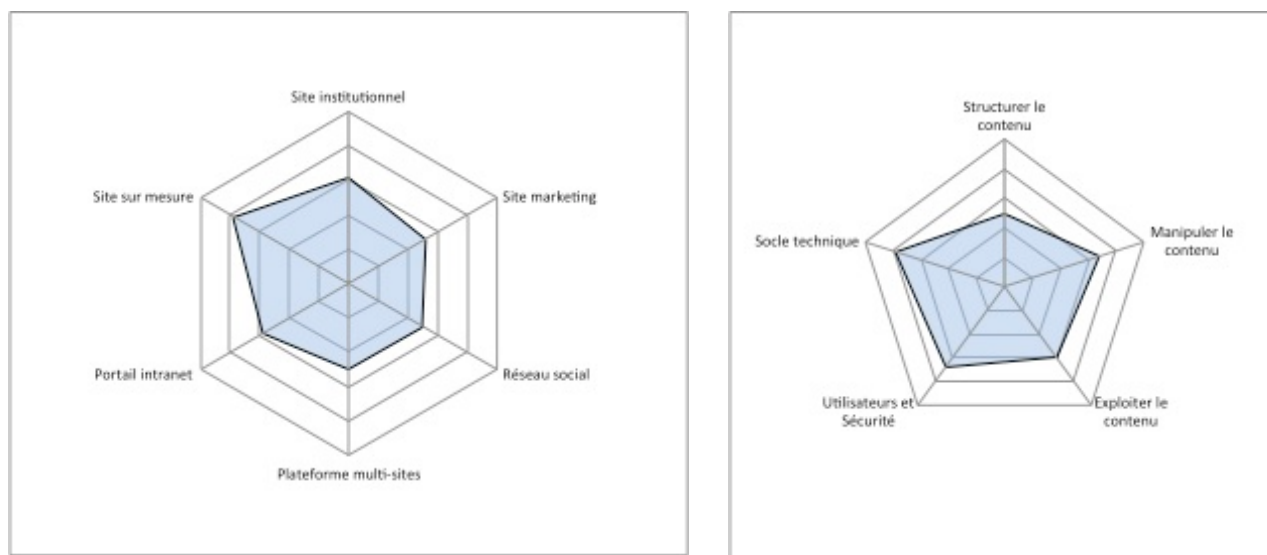 Site institutionnel
Site sur mesure
Site marketing
Portail intranet
Réseau social
Plateforme multi-sites
Structurer le
contenu
Socle technique
Manipuler le
contenu
Utilisateurs et
Sécurité
Exploiter le
contenu